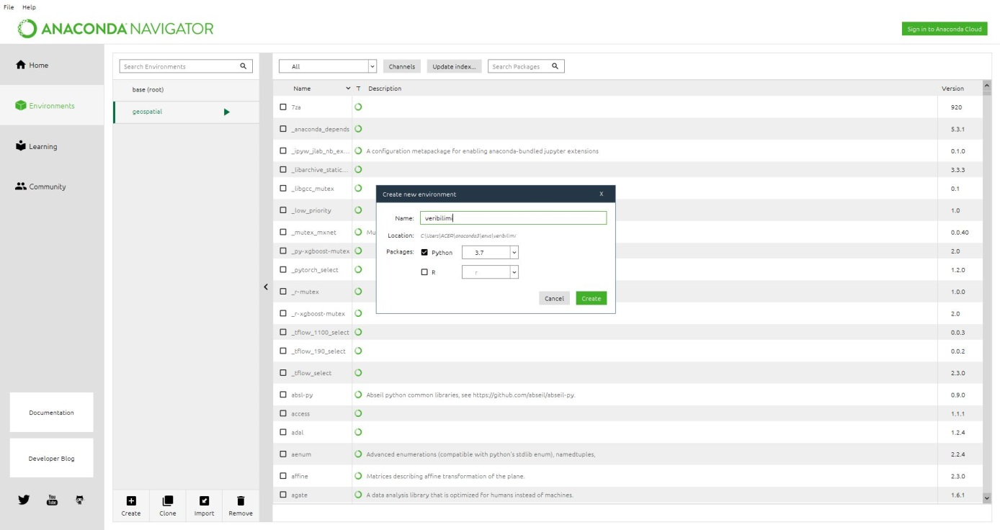 File Help
ANACONDA NAVIGATOR
Sign in to Anaconda Cloud
Home
Environments
Learning
Community
Documentation
Developer Blog
You Tube
Search Environments
base (root)
geospatial
Create Clone Import Remove
All Channels Update index... Search Packages
Name T Description Version
7za 920
_anaconda_depends 5.3.1
_ipyw_jlab_nb_ex... A configuration metapackage for enabling anaconda-bundled jupyter extensions 0.1.0
_libarchive_static... 3.3.3
_libgcc_mutex 0.1
_low_priority 1.0
_mutex_mxnet Mu 0.0.40
_py-xgboost-mutex 2.0
_pytorch_select 1.2.0
_r-mutex 1.0.0
_r-xgboost-mutex 2.0
_tflow_1100_select 0.0.3
_tflow_190_select 0.0.2
_tflow_select 2.3.0
absl-py Abseil python common libraries, see https://github.com/abseil/abseil-py. 0.9.0
access 1.1.1
adal 1.2.4
aenum Advanced enumerations (compatible with python's stdlib enum), namedtuples, 2.2.4
affine Matrices describing affine transformation of the plane. 2.3.0
agate A data analysis library that is optimized for humans instead of machines. 1.6.1
Create new environment X
Name: veribilimi
Location: C:\Users\ACER\anaconda3\envs\veribilimi
Packages: Python 3.7
R r
Cancel Create